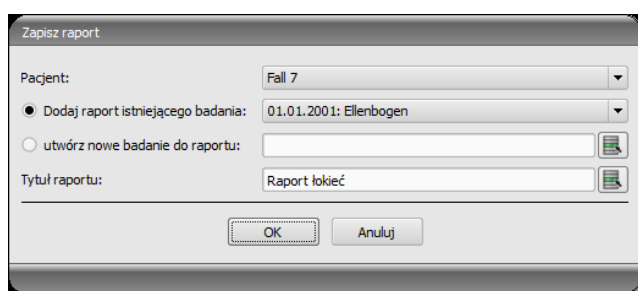 Zapisz raport
Pacjent: Fall 7
Dodaj raport istniejącego badania: 01.01.2001: Ellenbogen
utwórz nowe badanie do raportu:
Tytuł raportu: Raport łokieć
OK Anuluj